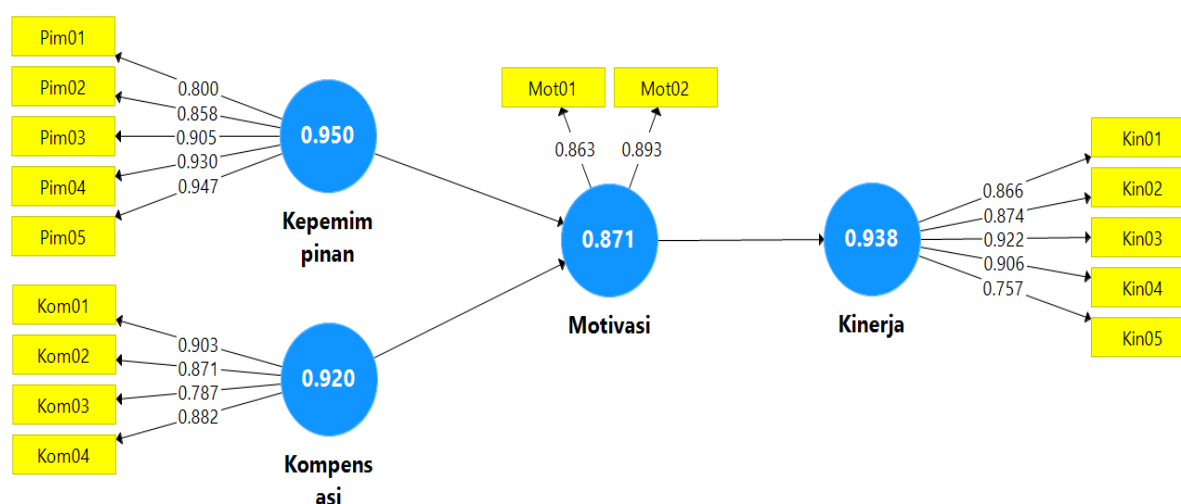 Pim01
Pim02
Pim03
Pim04
Pim05
0.800
0.858
0.905
0.930
0.947
0.950
Kepemim
pinan
Kom01
Kom02
Kom03
Kom04
0.903
0.871
0.787
0.882
0.920
Kompens
asi
Mot01
Mot02
0.863
0.893
0.871
Motivasi
0.938
Kinerja
0.866
0.874
0.922
0.906
0.757
Kin01
Kin02
Kin03
Kin04
Kin05